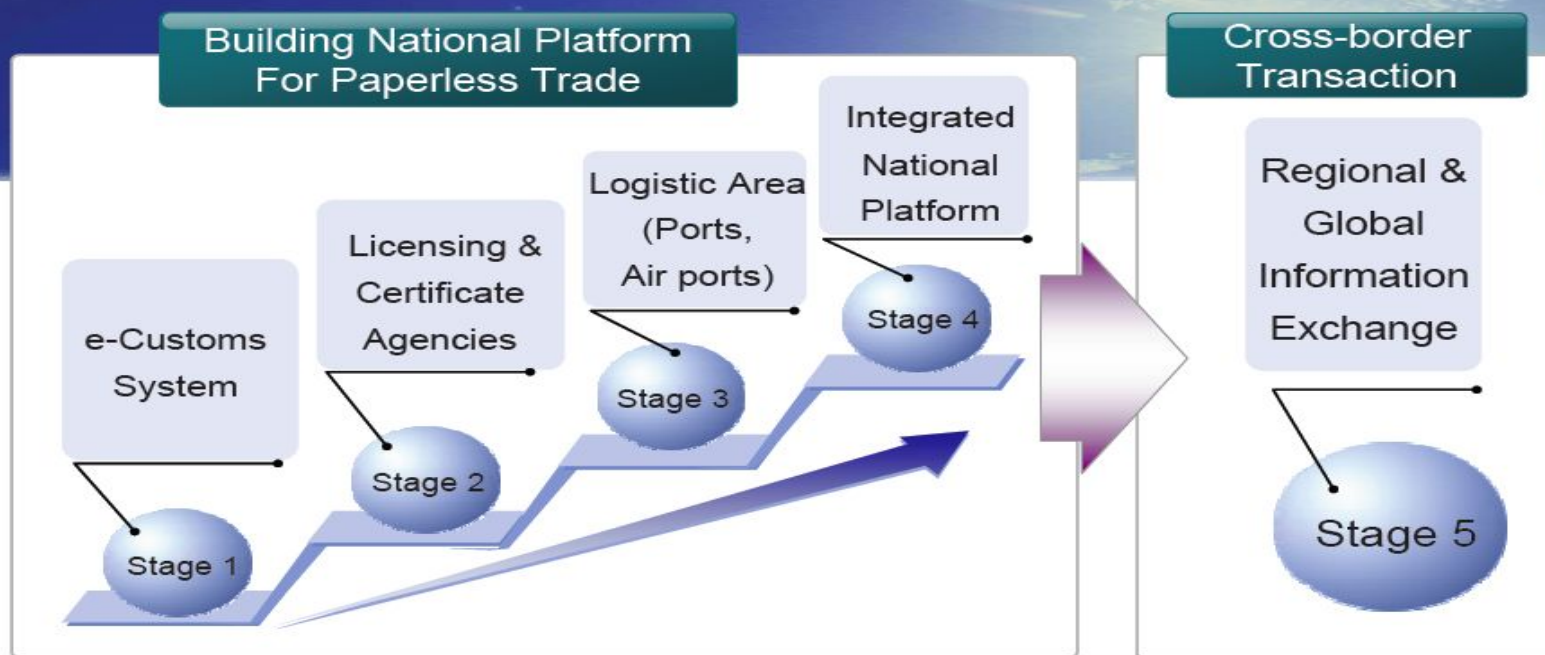 Building National Platform
For Paperless Trade
e-Customs
System
Stage 1
Licensing &
Certificate
Agencies
Stage 2
Logistic Area
(Ports,
Air ports)
Stage 3
Integrated
National
Platform
Stage 4
Cross-border
Transaction
Regional &
Global
Information
Exchange
Stage 5